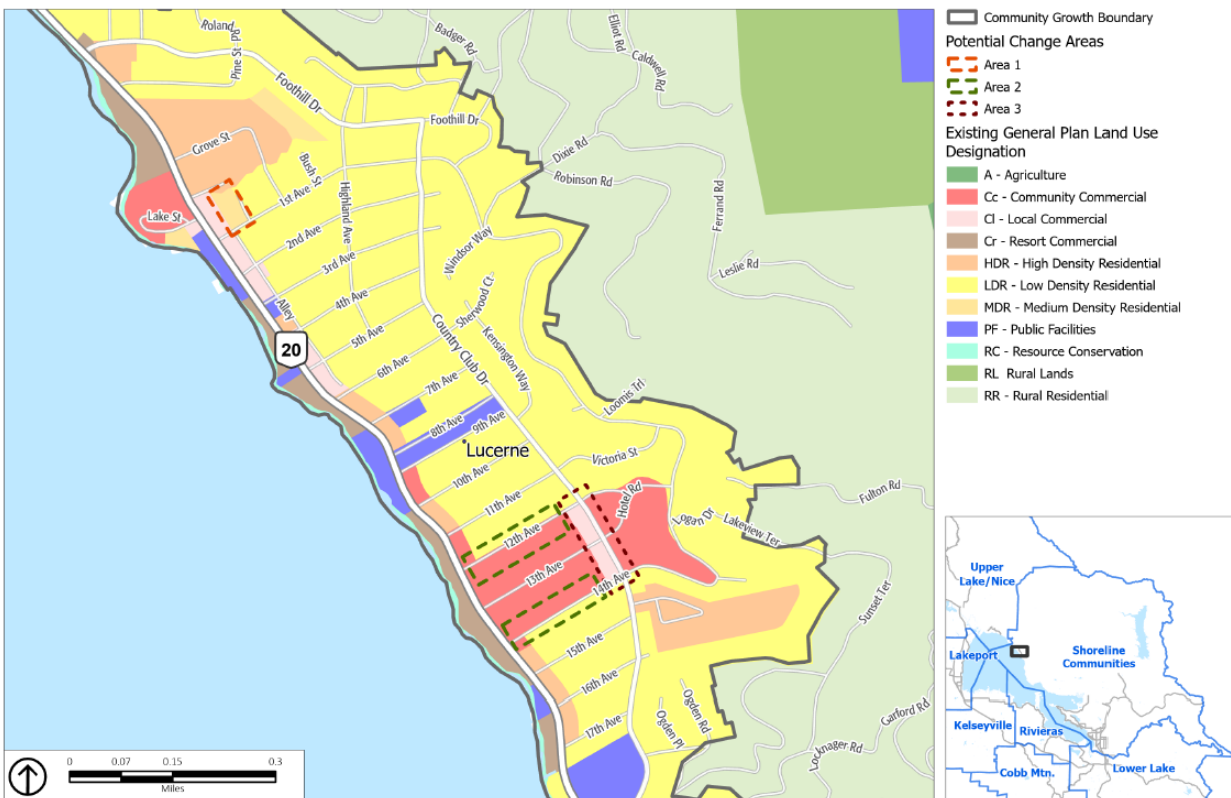 Roland
Pine St
Pl
Badger Rd
Elliot Rd
Caldwell Rd
Foothill Dr
Foothill Dr
Grove St
Bush St
1st Ave
Highland Ave
Dixie Rd
Robinson Rd
Ferrand Rd
Lake St
2nd Ave
3rd Ave
Windsor Way
Leslie Rd
Alley
4th Ave
Sherwood Ct
5th Ave
20
Country Club Dr
Kensington Way
6th Ave
7th Ave
Loomis Trl
8th Ave
9th Ave
Lucerne
10th Ave
Victoria St
11th Ave
Hotel Rd
Fulton Rd
12th Ave
Logan Dr
Lakeview Ter
13th Ave
14th Ave
Sunset Ter
15th Ave
16th Ave
17th Ave
Ogden Pl
Ogden Rd
Garford Rd
Locknager Rd
0 0.07 0.15 0.3
Miles
Community Growth Boundary
Potential Change Areas
Area 1
Area 2
Area 3
Existing General Plan Land Use
Designation
A - Agriculture
Cc - Community Commercial
Cl - Local Commercial
Cr - Resort Commercial
HDR - High Density Residential
LDR - Low Density Residential
MDR - Medium Density Residential
PF - Public Facilities
RC - Resource Conservation
RL Rural Lands
RR - Rural Residential
Upper
Lake/Nice
Lakeport
Shoreline
Communities
Kelseyville
Rivieras
Cobb Mtn.
Lower Lake